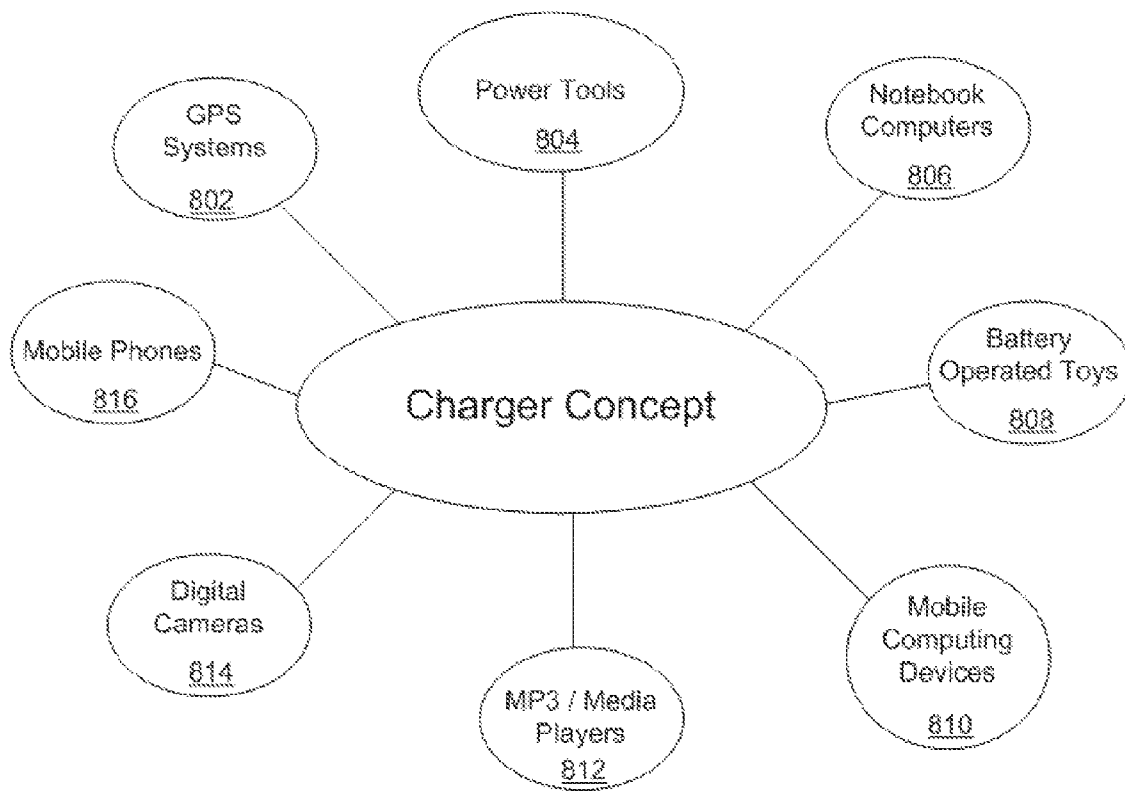 Power Tools
804
GPS
Systems
802
Notebook
Computers
806
Mobile Phones
816
Charger Concept
Battery
Operated Toys
808
Digital
Cameras
814
MP3 / Media
Players
812
Mobile
Computing
Devices
810